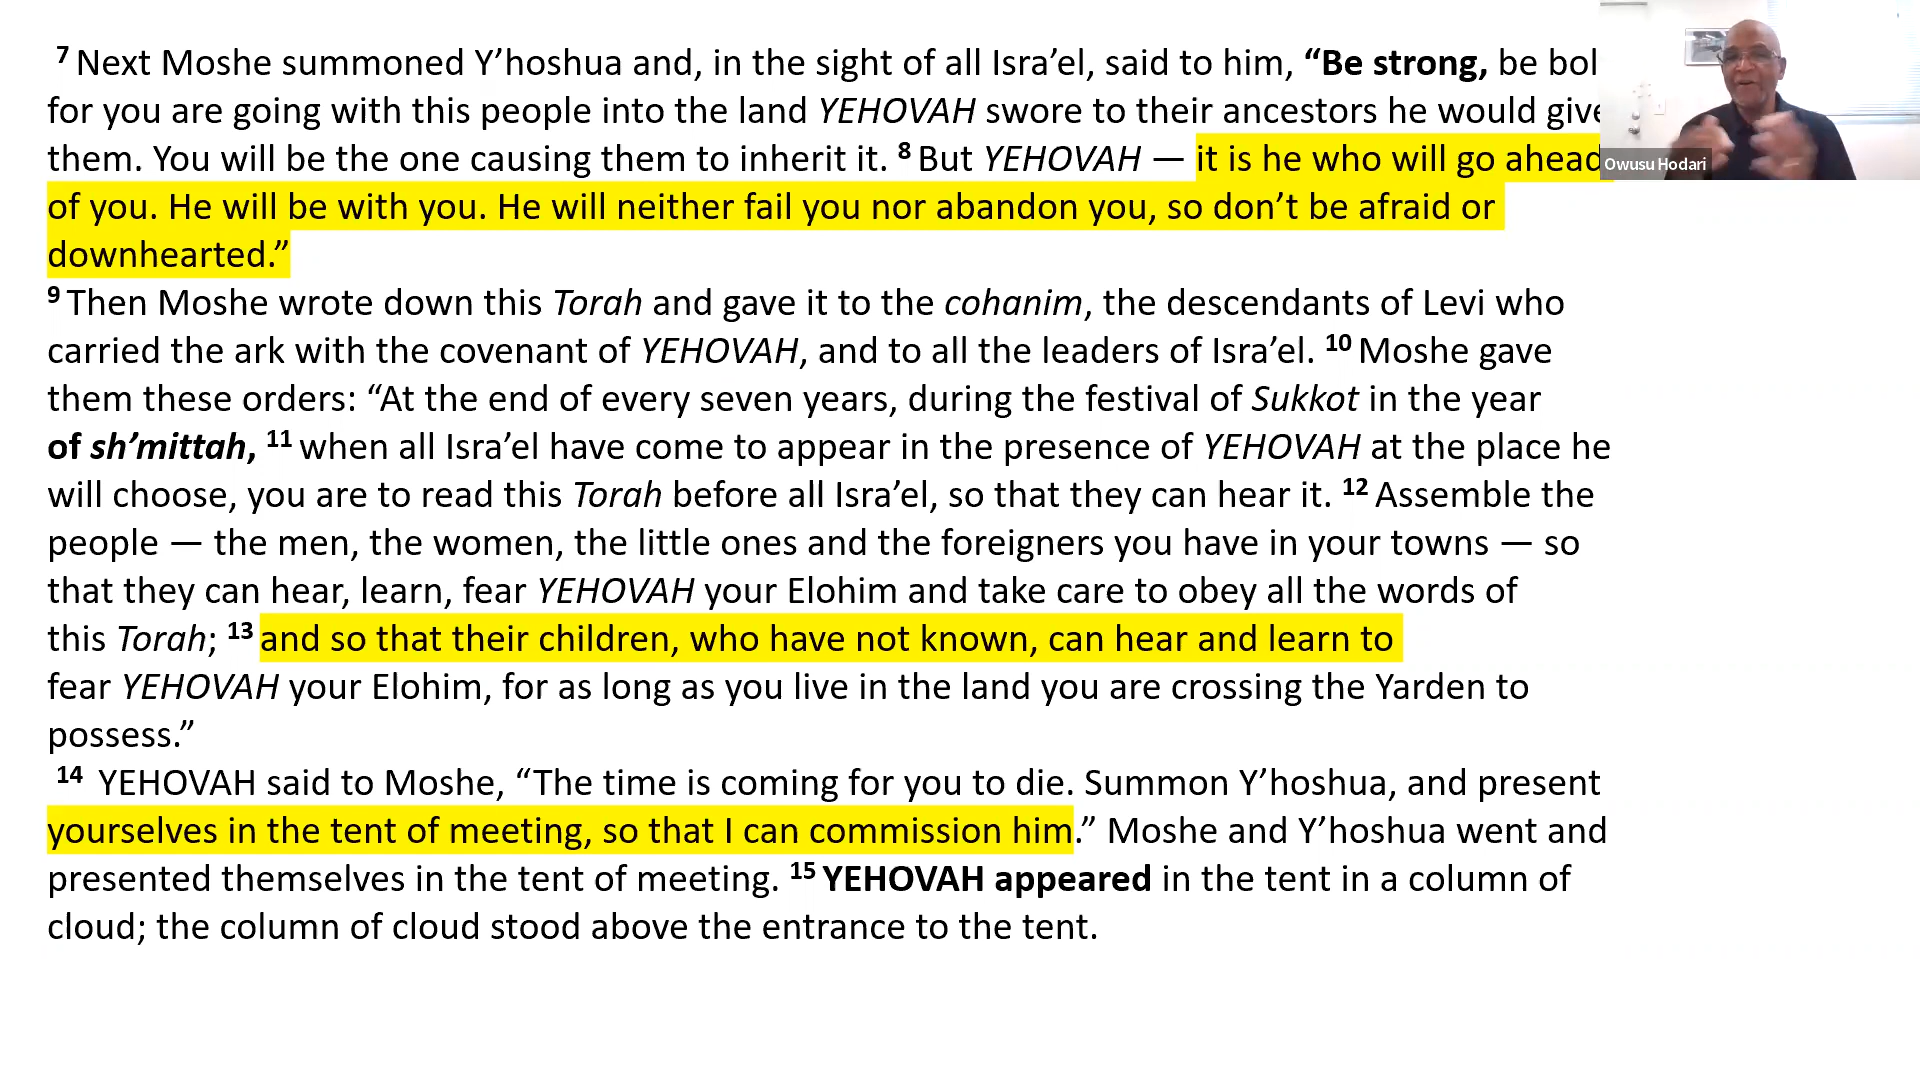 7 Next Moshe summoned Y’hoshua and, in the sight of all Isra’el, said to him, “Be strong, be bol
for you are going with this people into the land YEHOVAH swore to their ancestors he would give
them. You will be the one causing them to inherit it. 8 But YEHOVAH — it is he who will go ahead
of you. He will be with you. He will neither fail you nor abandon you, so don’t be afraid or
downhearted.”
9 Then Moshe wrote down this Torah and gave it to the cohanim, the descendants of Levi who
carried the ark with the covenant of YEHOVAH, and to all the leaders of Isra’el. 10 Moshe gave
them these orders: “At the end of every seven years, during the festival of Sukkot in the year
of sh’mittah, 11 when all Isra’el have come to appear in the presence of YEHOVAH at the place he
will choose, you are to read this Torah before all Isra’el, so that they can hear it. 12 Assemble the
people — the men, the women, the little ones and the foreigners you have in your towns — so
that they can hear, learn, fear YEHOVAH your Elohim and take care to obey all the words of
this Torah; 13 and so that their children, who have not known, can hear and learn to
fear YEHOVAH your Elohim, for as long as you live in the land you are crossing the Yarden to
possess.”
14 YEHOVAH said to Moshe, “The time is coming for you to die. Summon Y’hoshua, and present
yourselves in the tent of meeting, so that I can commission him.” Moshe and Y’hoshua went and
presented themselves in the tent of meeting. 15 YEHOVAH appeared in the tent in a column of
cloud; the column of cloud stood above the entrance to the tent.
Owusu Hodari